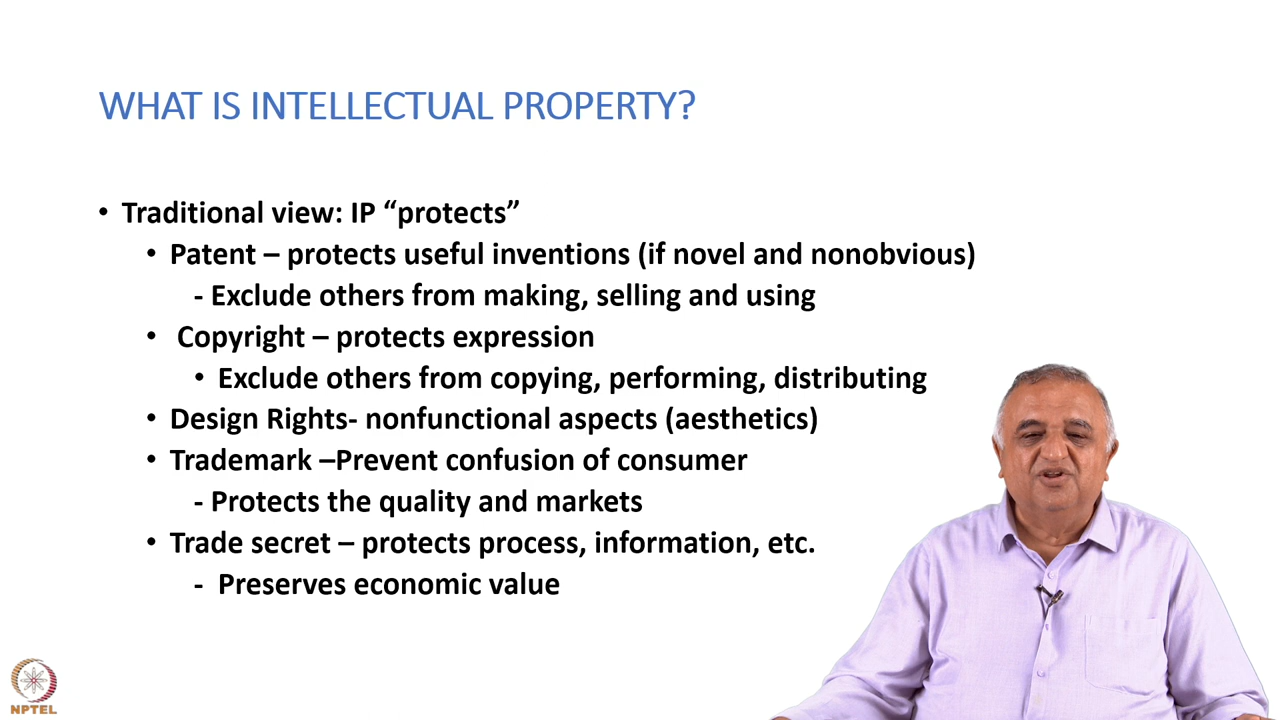 WHAT IS INTELLECTUAL PROPERTY?
• Traditional view: IP “protects”
• Patent – protects useful inventions (if novel and nonobvious)
- Exclude others from making, selling and using
• Copyright – protects expression
• Exclude others from copying, performing, distributing
• Design Rights- nonfunctional aspects (aesthetics)
• Trademark –Prevent confusion of consumer
- Protects the quality and markets
• Trade secret – protects process, information, etc.
- Preserves economic value
NPTEL